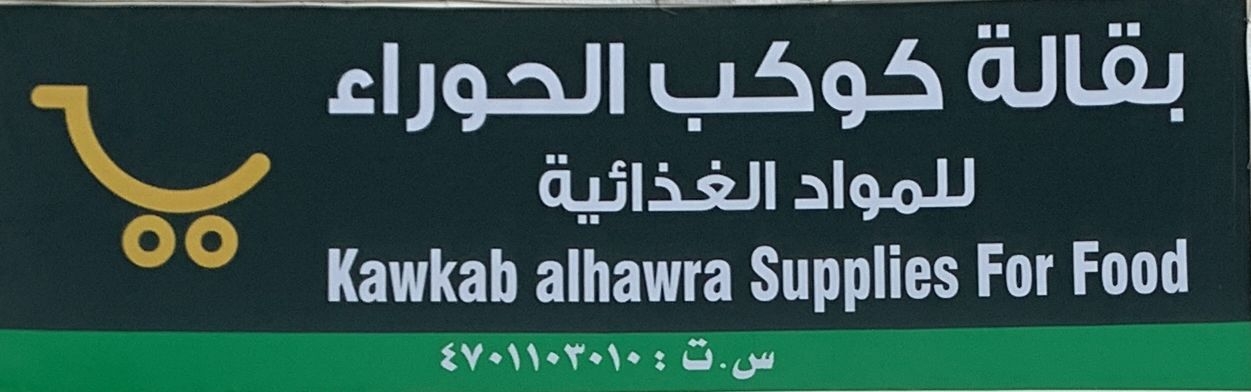 بقالة كوكب الحوراء
للمواد الغذائية
Kawkab alhawra Supplies For Food
س.ت : ٤٧٠١١٠٣٠١٠